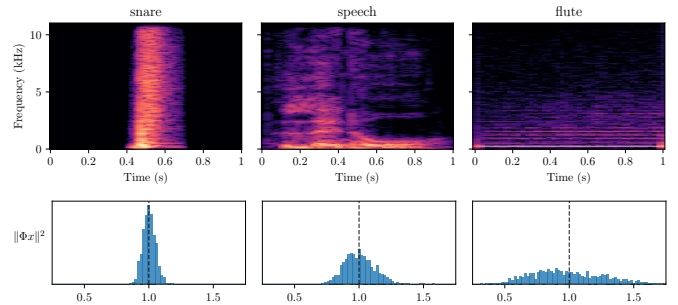 snare speech flute
Frequency (kHz)
10
5
0
0 0.2 0.4 0.6 0.8 1 0 0.2 0.4 0.6 0.8 1 0 0.2 0.4 0.6 0.8 1
Time (s) Time (s) Time (s)
‖Φx‖²
0.5 1.0 1.5 0.5 1.0 1.5 0.5 1.0 1.5